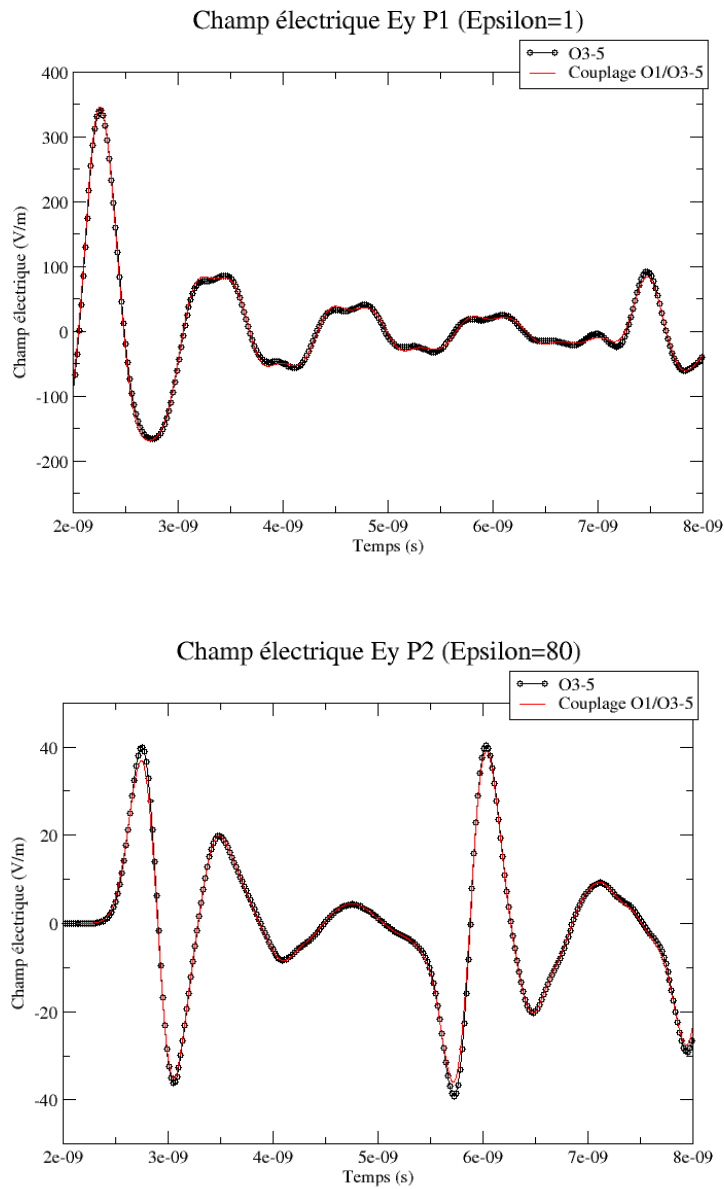 Champ électrique Ey P1 (Epsilon=1)
O3-5
Couplage O1/O3-5
Champ électrique (V/m)
400
300
200
100
0
-100
-200
2e-09 3e-09 4e-09 5e-09 6e-09 7e-09 8e-09
Temps (s)
Champ électrique Ey P2 (Epsilon=80)
O3-5
Couplage O1/O3-5
Champ électrique (V/m)
40
20
0
-20
-40
2e-09 3e-09 4e-09 5e-09 6e-09 7e-09 8e-09
Temps (s)